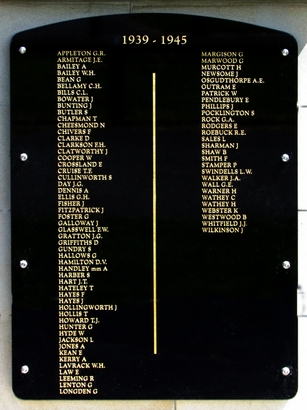 1939 - 1945
APPLETON G.R.
ARMITAGE J.E.
BAILEY A
BAILEY W.H.
BEAN G
BELLAMY C.H.
BILLS C.L.
BOWATER J
BUNTING J
BUTLER S
CHAPMAN T
CHEESMOND N
CHIVERS F
CLARKE D
CLARKSON F.H.
CLATWORTHY J
COOPER W
CROSSLAND E
CRUISE T.F.
CULLINWORTH S
DAY J.G.
DENNIS A
ELLIS G.H.
FISHER J
FITZPATRICK J
FOSTER G
GALLOWAY J
GLASSWELL F.W.
GRATTON J.G.
GRIFFITHS D
GUNDRY S
HALLOWS G
HAMILTON D.V.
HANDLEY mm A
HARBER S
HART J.T.
HATELEY T
HAYES F
HAYES J
HOLLINGWORTH J
HOLLIS T
HOWARD T.J.
HUNTER G
HYDE W
JACKSON L
JONES A
KEAN E
KERRY A
LAVRACK W.H.
LAW E
LEEMING R
LENTON G
LONGDEN G
MARGISON G
MARWOOD G
MURCOTT H
NEWSOME J
OSGUDTHORPE A.E.
OUTRAM E
PATRICK W
PENDLEBURY E
PHILLIPS J
POCKLINGTON S
ROCK G.A.
RODGERS E
ROEBUCK R.E.
SALES L
SHARMAN J
SHAW B
SMITH F
STAMPER P
SWINDELLS L.W.
WALKER J.A.
WALL G.E.
WARNER H
WATHEY C
WATHEY H
WEBSTER K
WESTWOOD B
WHITFIELD J.J.
WILKINSON J